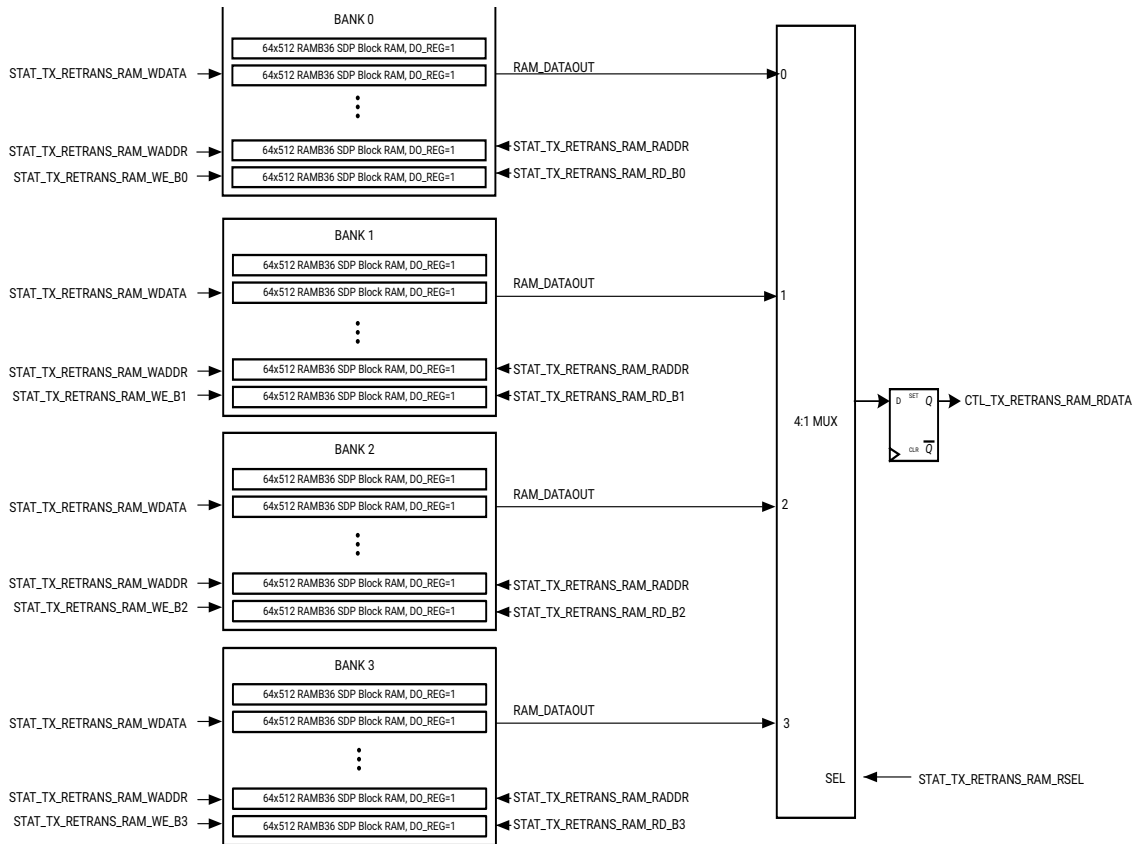 BANK 0
64x512 RAMB36 SDP Block RAM, DO_REG=1
STAT_TX_RETRANS_RAM_WDATA
64x512 RAMB36 SDP Block RAM, DO_REG=1
RAM_DATAOUT
0
STAT_TX_RETRANS_RAM_WADDR
64x512 RAMB36 SDP Block RAM, DO_REG=1
STAT_TX_RETRANS_RAM_RADDR
STAT_TX_RETRANS_RAM_WE_B0
64x512 RAMB36 SDP Block RAM, DO_REG=1
STAT_TX_RETRANS_RAM_RD_B0
BANK 1
64x512 RAMB36 SDP Block RAM, DO_REG=1
STAT_TX_RETRANS_RAM_WDATA
64x512 RAMB36 SDP Block RAM, DO_REG=1
RAM_DATAOUT
1
STAT_TX_RETRANS_RAM_WADDR
64x512 RAMB36 SDP Block RAM, DO_REG=1
STAT_TX_RETRANS_RAM_RADDR
STAT_TX_RETRANS_RAM_WE_B1
64x512 RAMB36 SDP Block RAM, DO_REG=1
STAT_TX_RETRANS_RAM_RD_B1
4:1 MUX
D
SET
Q
CLR
Q
CTL_TX_RETRANS_RAM_RDATA
BANK 2
64x512 RAMB36 SDP Block RAM, DO_REG=1
STAT_TX_RETRANS_RAM_WDATA
64x512 RAMB36 SDP Block RAM, DO_REG=1
RAM_DATAOUT
2
STAT_TX_RETRANS_RAM_WADDR
64x512 RAMB36 SDP Block RAM, DO_REG=1
STAT_TX_RETRANS_RAM_RADDR
STAT_TX_RETRANS_RAM_WE_B2
64x512 RAMB36 SDP Block RAM, DO_REG=1
STAT_TX_RETRANS_RAM_RD_B2
BANK 3
64x512 RAMB36 SDP Block RAM, DO_REG=1
STAT_TX_RETRANS_RAM_WDATA
64x512 RAMB36 SDP Block RAM, DO_REG=1
RAM_DATAOUT
3
SEL
STAT_TX_RETRANS_RAM_RSEL
STAT_TX_RETRANS_RAM_WADDR
64x512 RAMB36 SDP Block RAM, DO_REG=1
STAT_TX_RETRANS_RAM_RADDR
STAT_TX_RETRANS_RAM_WE_B3
64x512 RAMB36 SDP Block RAM, DO_REG=1
STAT_TX_RETRANS_RAM_RD_B3